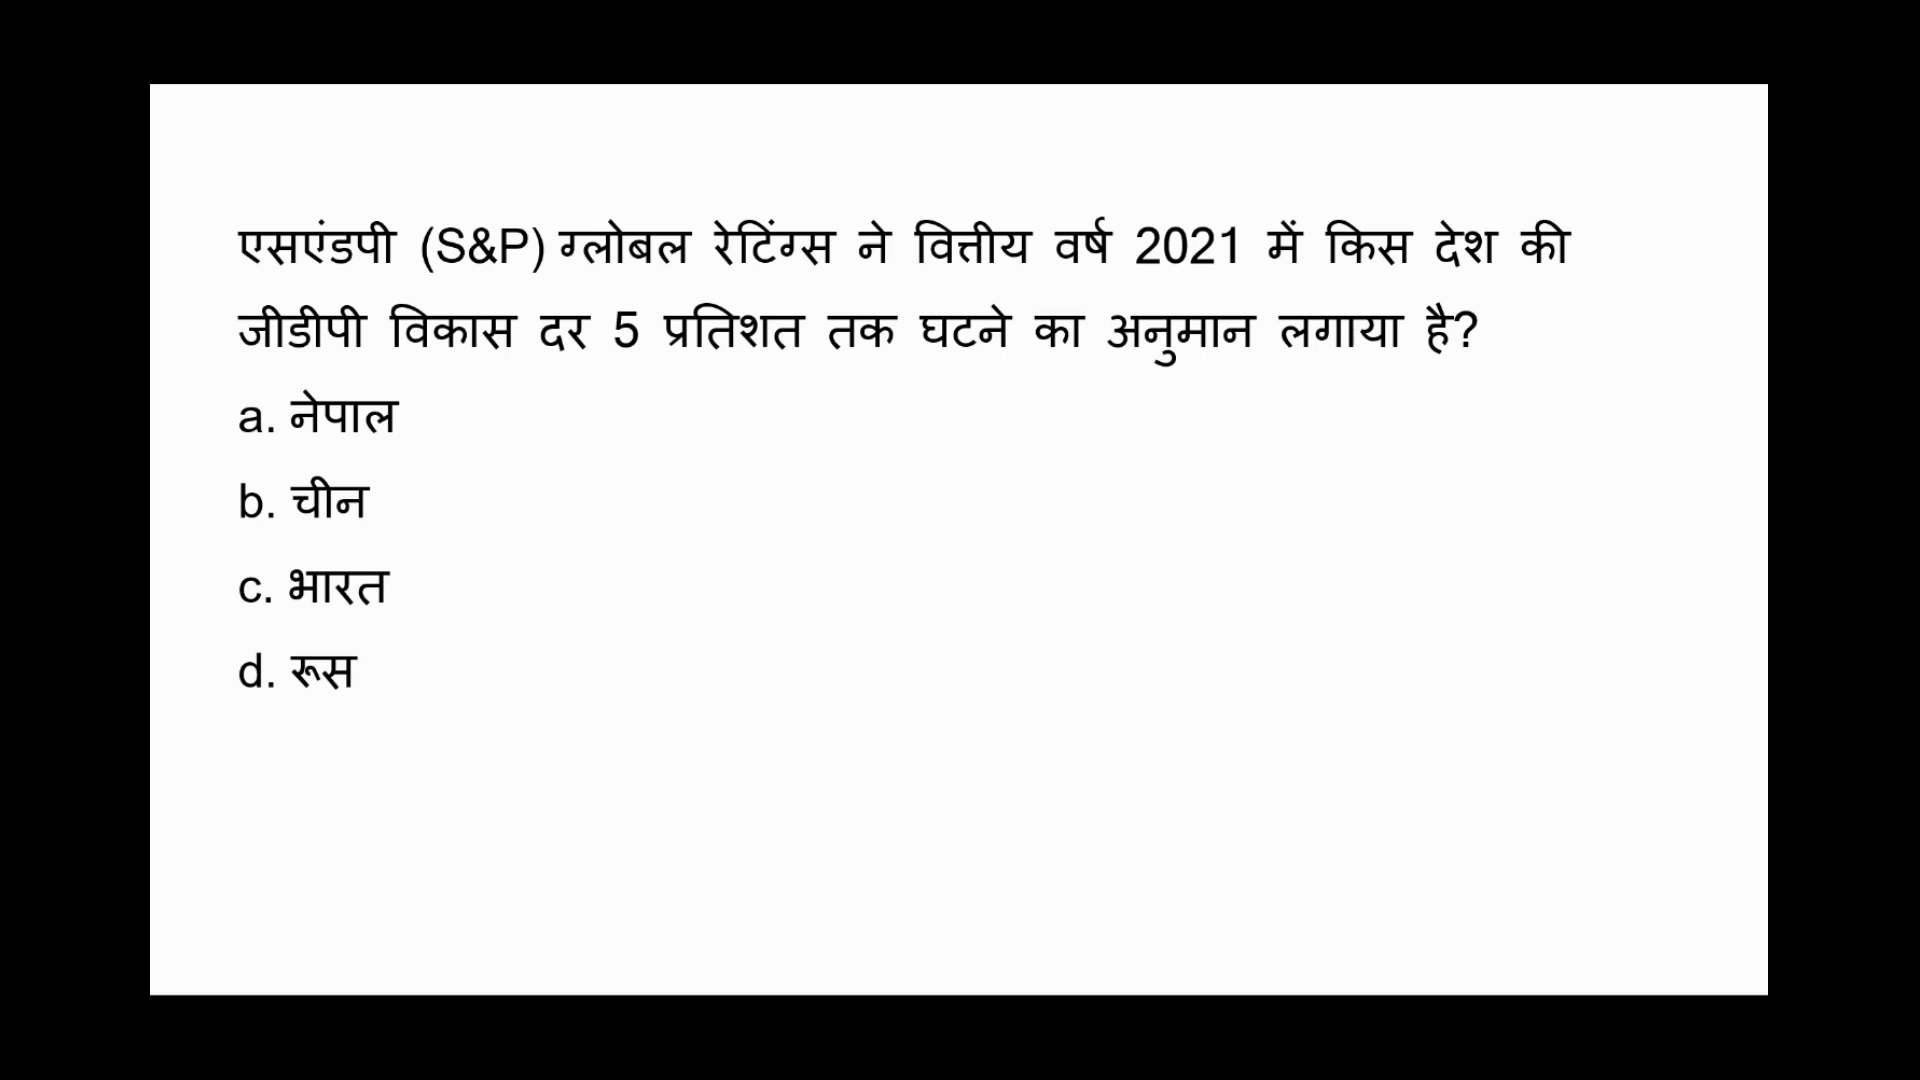 एसएंडपी (S&P) ग्लोबल रेटिंग्स ने वित्तीय वर्ष 2021 में किस देश की
जीडीपी विकास दर 5 प्रतिशत तक घटने का अनुमान लगाया है?
a. नेपाल
b. चीन
c. भारत
d. रूस